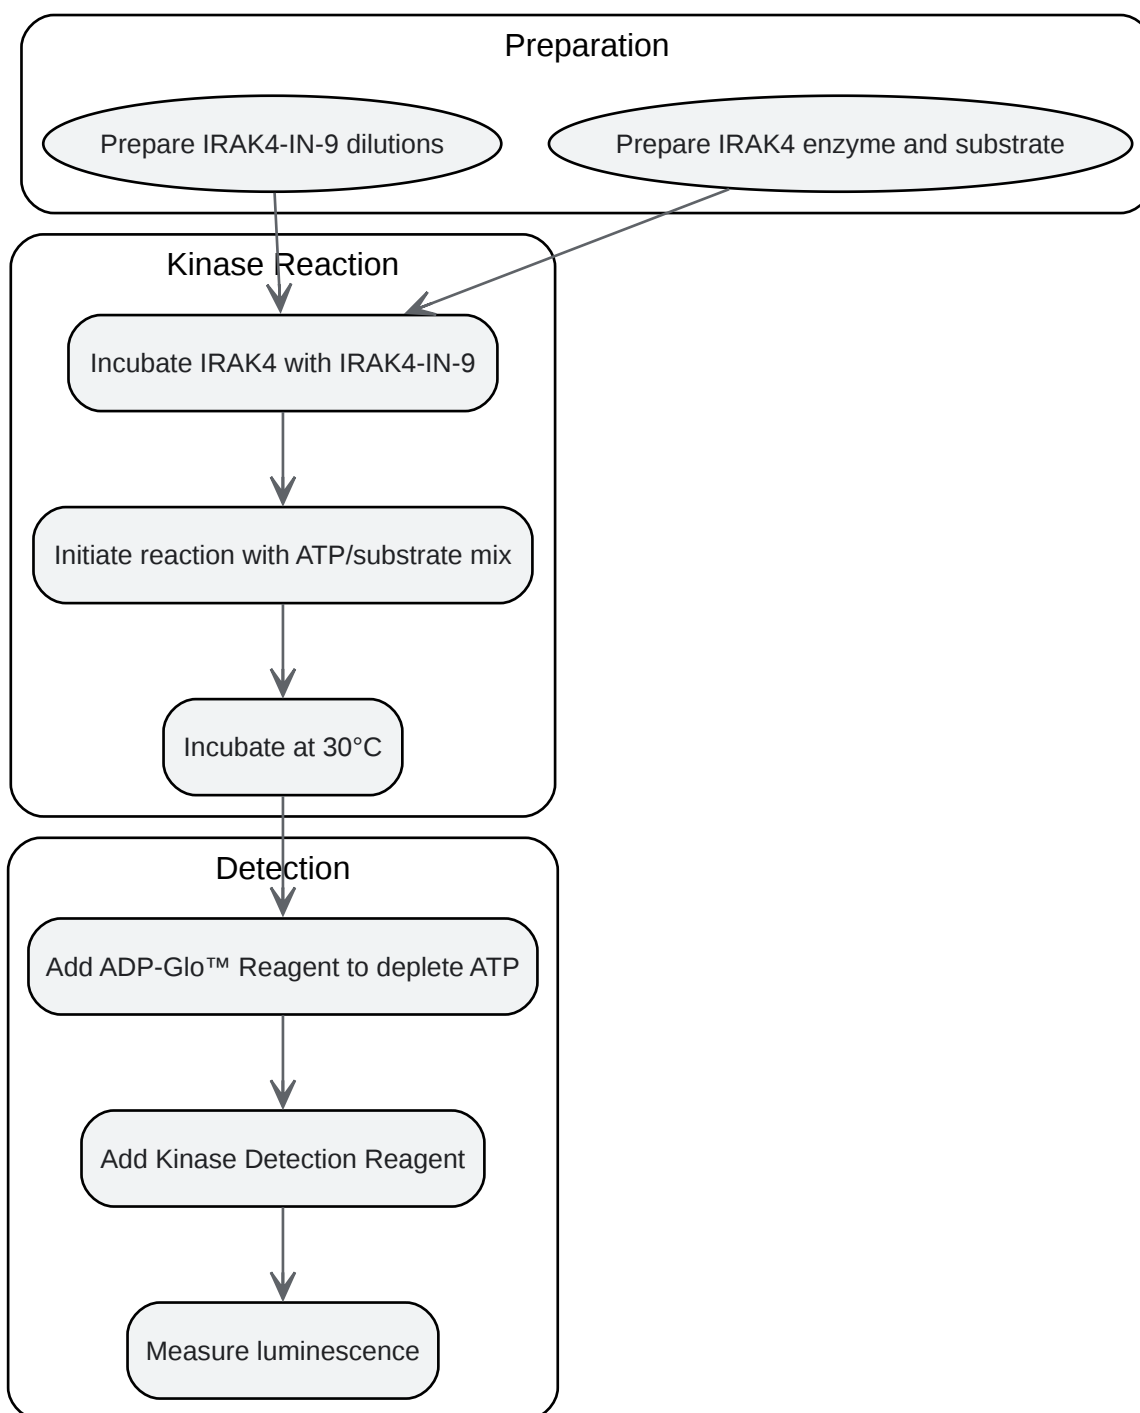 Preparation
Prepare IRAK4-IN-9 dilutions
Prepare IRAK4 enzyme and substrate
Kinase Reaction
Incubate IRAK4 with IRAK4-IN-9
Initiate reaction with ATP/substrate mix
Incubate at 30°C
Detection
Add ADP-Glo™ Reagent to deplete ATP
Add Kinase Detection Reagent
Measure luminescence